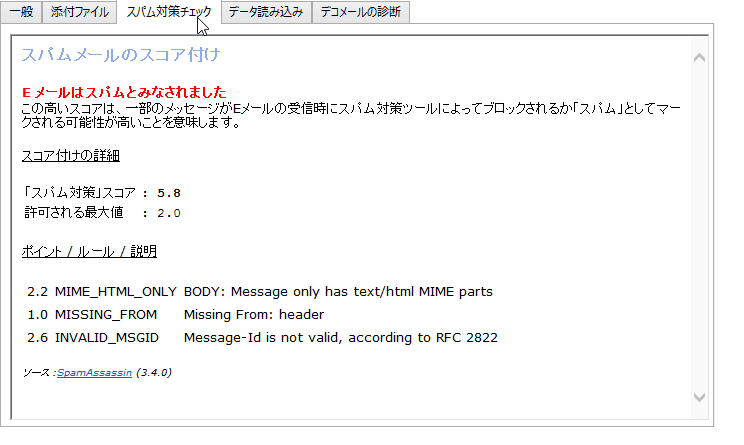 一般 添付ファイル スパム対策チェック データ読み込み デコメールの診断
スパムメールのスコア付け
E メールはスパムとみなされました
この高いスコアは、一部のメッセージがEメールの受信時にスパム対策ツールによってブロックされるか「スパム」としてマー
クされる可能性が高いことを意味します。
スコア付けの詳細
「スパム対策」スコア : 5.8
許可される最大値 : 2.0
ポイント / ルール / 説明
2.2 MIME_HTML_ONLY BODY: Message only has text/html MIME parts
1.0 MISSING_FROM Missing From: header
2.6 INVALID_MSGID Message-Id is not valid, according to RFC 2822
ソース :SpamAssassin (3.4.0)